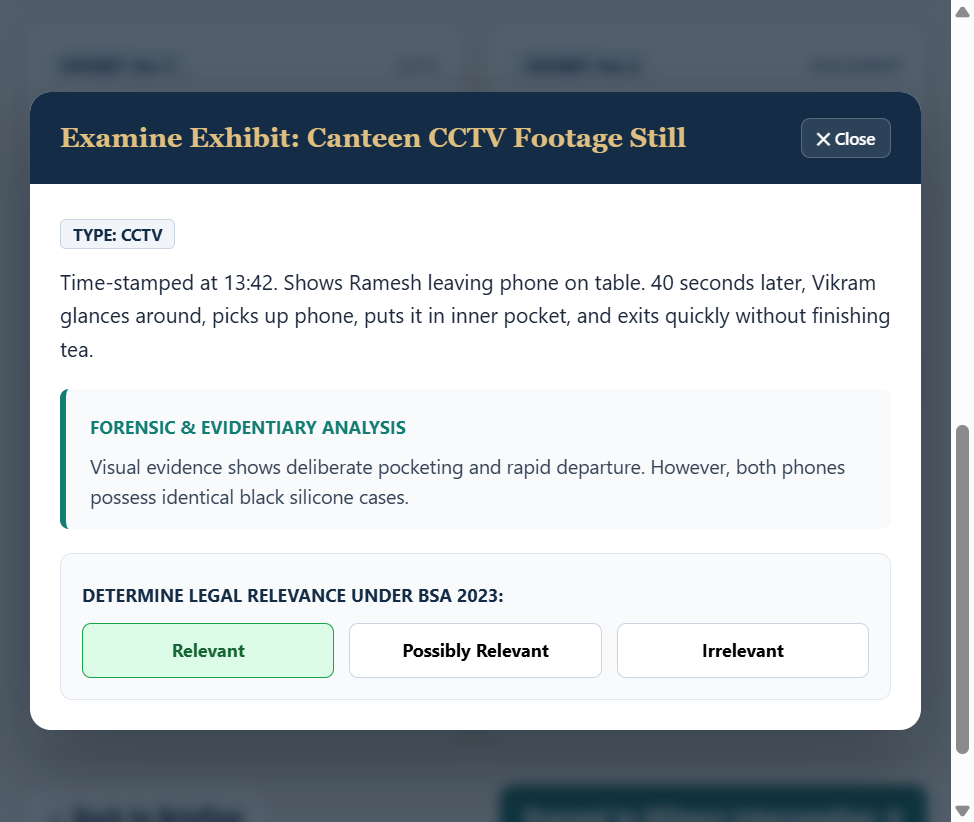 Examine Exhibit: Canteen CCTV Footage Still
✕ Close
TYPE: CCTV
Time-stamped at 13:42. Shows Ramesh leaving phone on table. 40 seconds later, Vikram
glances around, picks up phone, puts it in inner pocket, and exits quickly without finishing
tea.
FORENSIC & EVIDENTIARY ANALYSIS
Visual evidence shows deliberate pocketing and rapid departure. However, both phones
possess identical black silicone cases.
DETERMINE LEGAL RELEVANCE UNDER BSA 2023:
Relevant
Possibly Relevant
Irrelevant